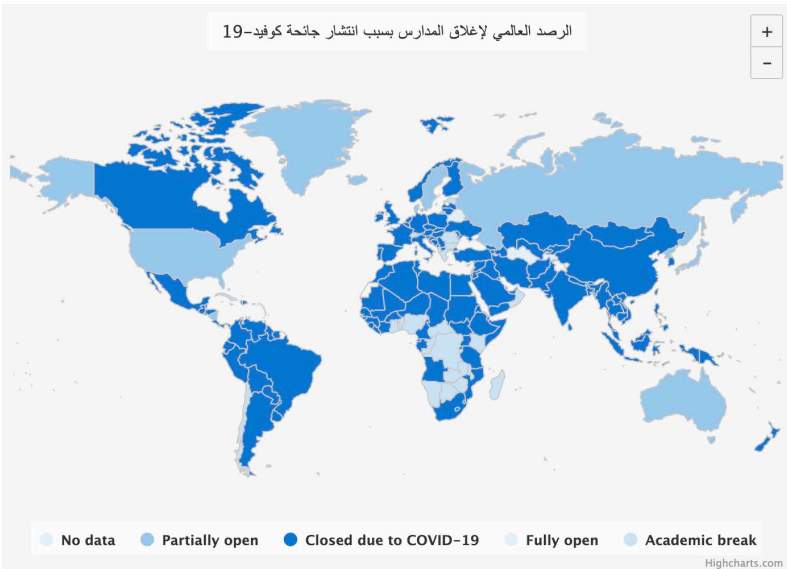 الرصد العالمي لإغلاق المدارس بسبب انتشار جائحة كوفيد-19
+
-
No data Partially open Closed due to COVID-19 Fully open Academic break
Highcharts.com